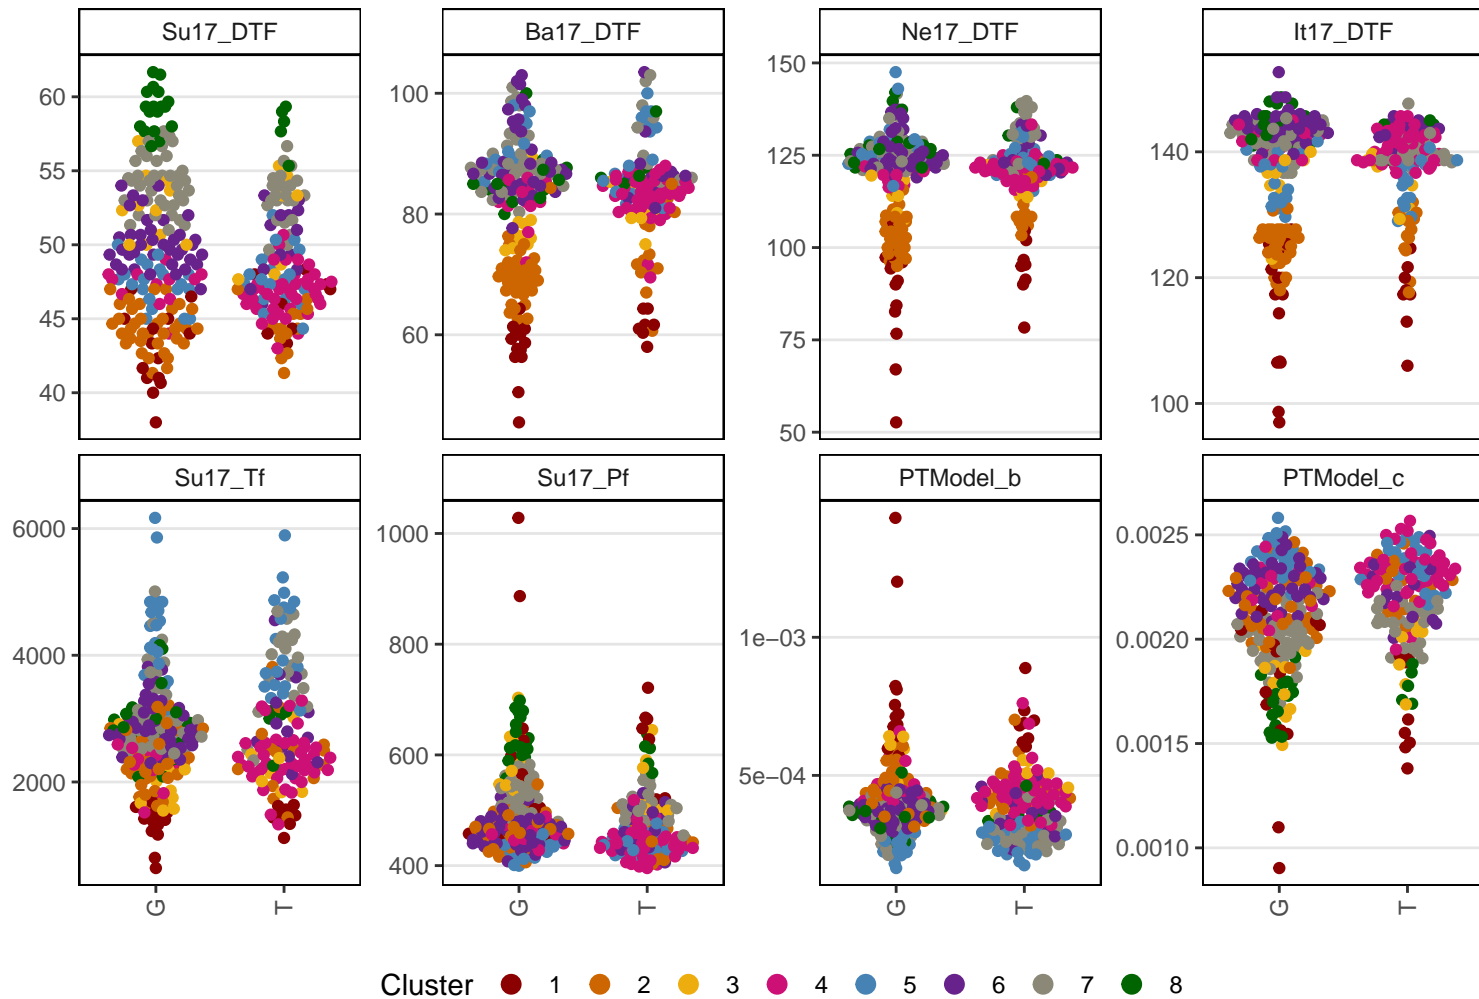 Su17_DTF Ba17_DTF Ne17_DTF It17_DTF
60 55 50 45 40
100 80 60
150 125 100 75 50
140 120 100
Su17_Tf Su17_Pf PTModel_b PTModel_c
6000 4000 2000
1000 800 600 400
1e−03 5e−04
0.0025 0.0020 0.0015 0.0010
G T G T G T G T
Cluster 1 2 3 4 5 6 7 8